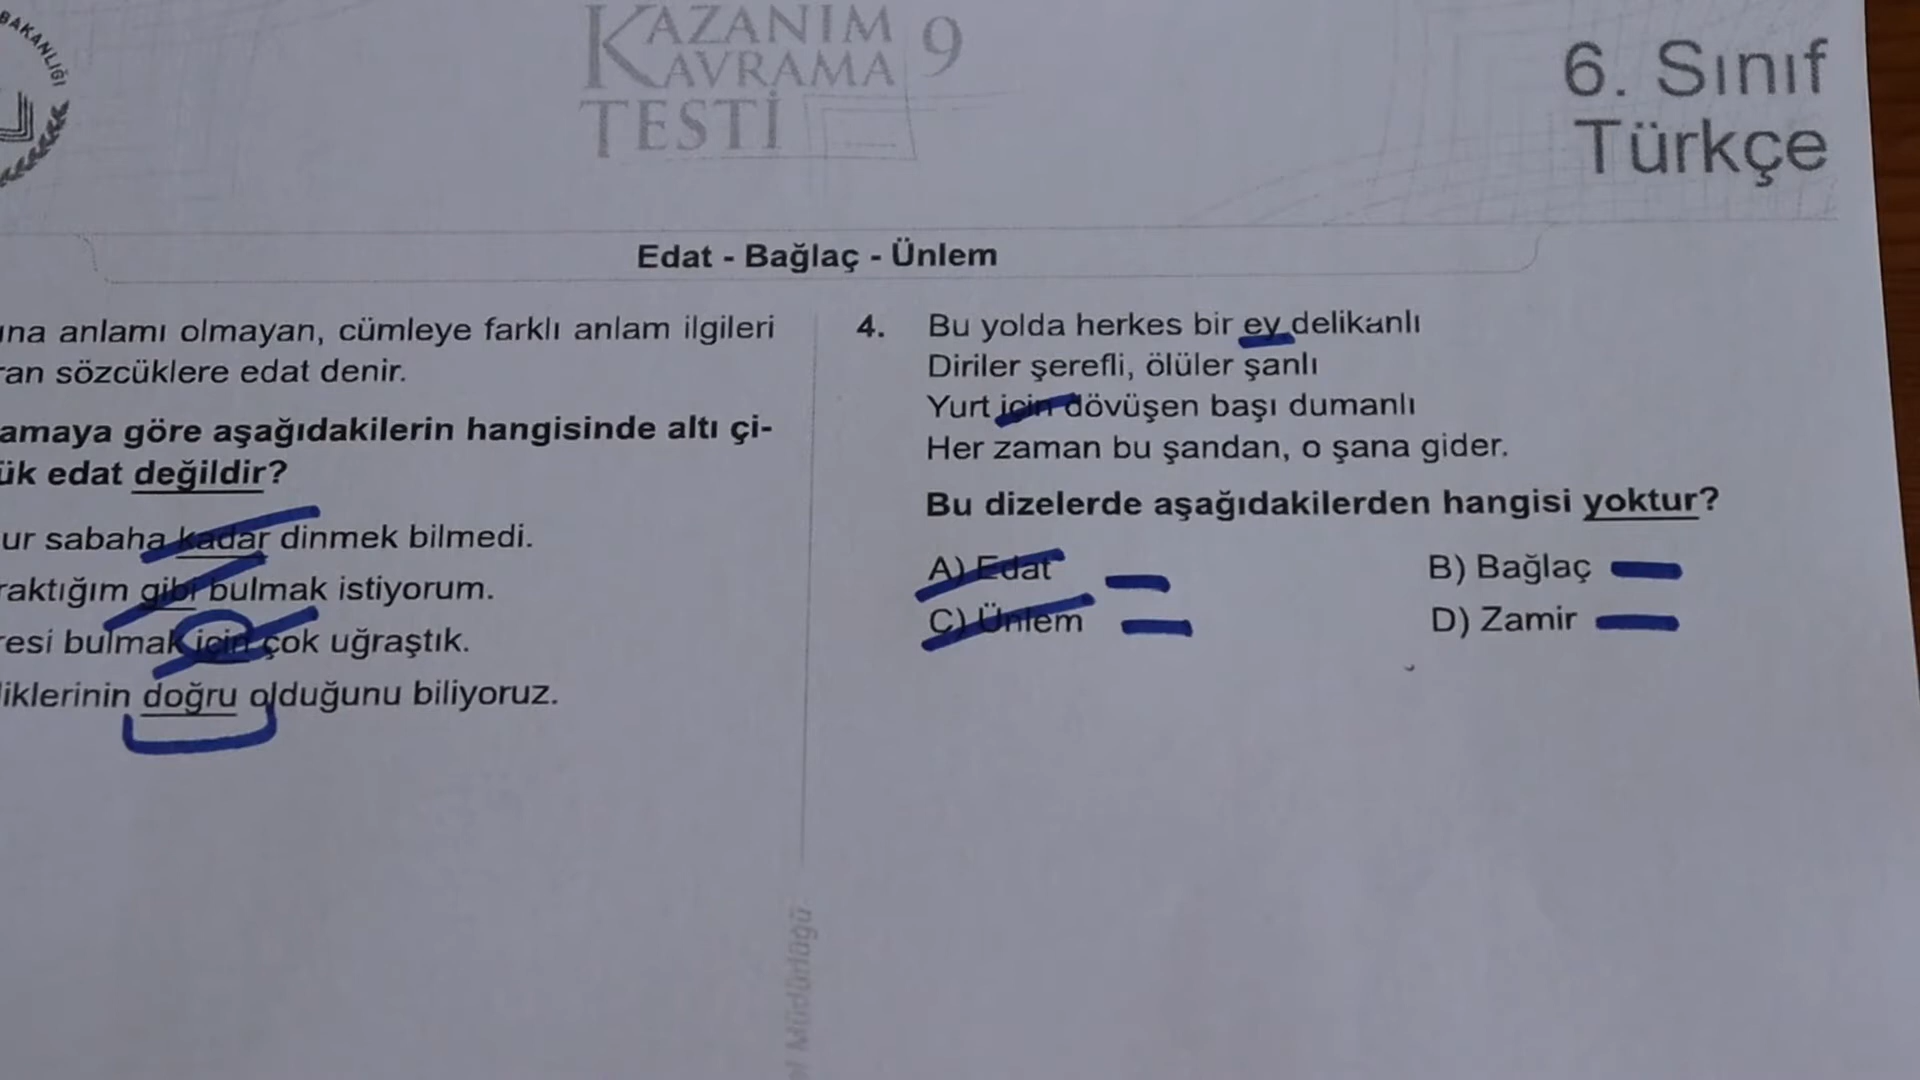 BAKANLIĞI
KAZANIM
KAVRAMA
TESTİ
9
6. Sınıf
Türkçe
Edat - Bağlaç - Ünlem
una anlamı olmayan, cümleye farklı anlam ilgileri
ran sözcüklere edat denir.
amaya göre aşağıdakilerin hangisinde altı çi-
ük edat değildir?
ur sabaha kadar dinmek bilmedi.
raktığım gibi bulmak istiyorum.
resi bulmak için çok uğraştık.
liklerinin doğru olduğunu biliyoruz.
4. Bu yolda herkes bir ey delikanlı
Diriler şerefli, ölüler şanlı
Yurt için dövüşen başı dumanlı
Her zaman bu şandan, o şana gider.
Bu dizelerde aşağıdakilerden hangisi yoktur?
A) Edat B) Bağlaç
C) Ünlem D) Zamir
Müdürlüğü